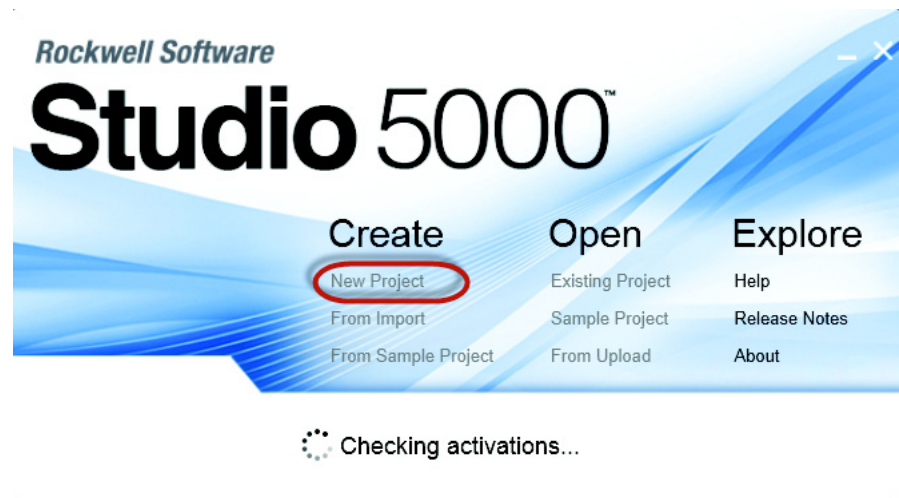 Rockwell Software
Studio 5000™
Create
New Project
From Import
From Sample Project
Open
Existing Project
Sample Project
From Upload
Explore
Help
Release Notes
About
Checking activations...